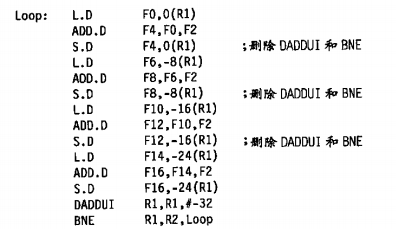 Loop: L.D F0,0(R1)
ADD.D F4,F0,F2
S.D F4,0(R1) ;删除 DADDUI 和 BNE
L.D F6,-8(R1)
ADD.D F8,F6,F2
S.D F8,-8(R1) ;删除 DADDUI 和 BNE
L.D F10,-16(R1)
ADD.D F12,F10,F2
S.D F12,-16(R1) ;删除 DADDUI 和 BNE
L.D F14,-24(R1)
ADD.D F16,F14,F2
S.D F16,-24(R1)
DADDUI R1,R1,#-32
BNE R1,R2,Loop